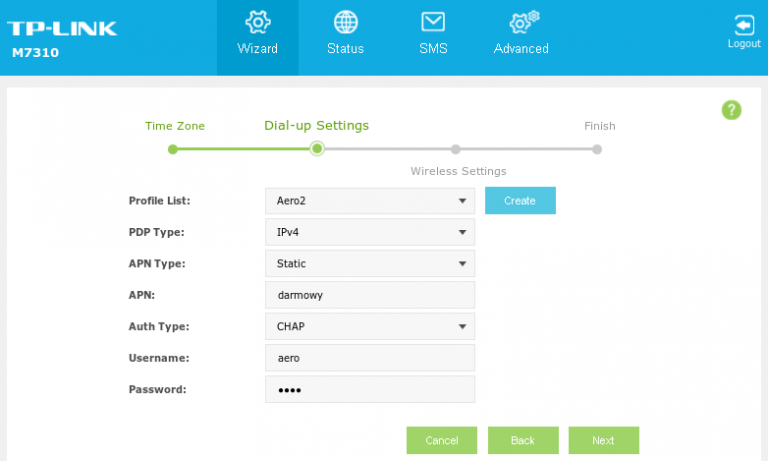 TP-LINK
M7310
Wizard
Status
SMS
Advanced
Logout
?
Time Zone
Dial-up Settings
Finish
Wireless Settings
Profile List: Aero2 Create
PDP Type: IPv4
APN Type: Static
APN: darmowy
Auth Type: CHAP
Username: aero
Password: ••••
Cancel Back Next